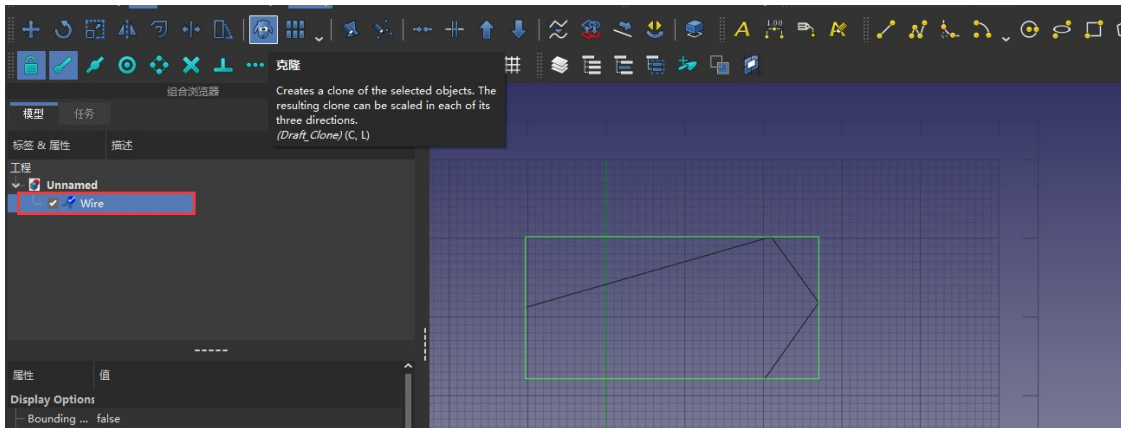 A
1.00
克隆
Creates a clone of the selected objects. The
resulting clone can be scaled in each of its
three directions.
(Draft_Clone) (C, L)
组合浏览器
模型 任务
标签 & 属性 描述
工程
Unnamed
Wire
属性 值
Display Options
Bounding ... false